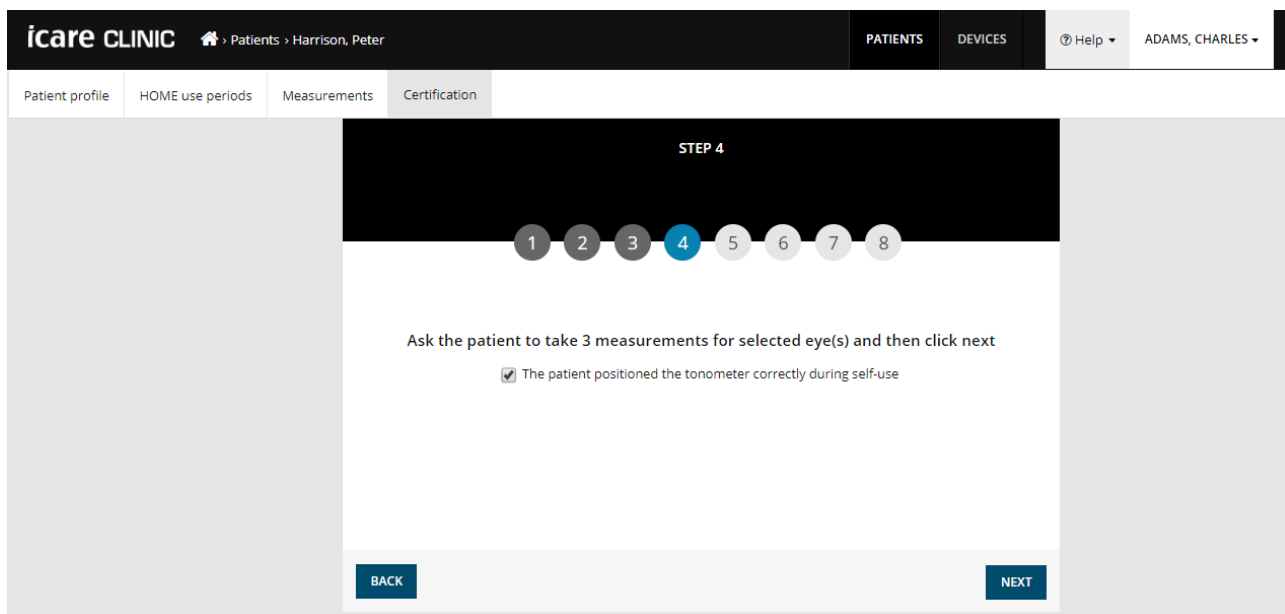 icare CLINIC › Patients › Harrison, Peter PATIENTS DEVICES ? Help ADAMS, CHARLES
Patient profile HOME use periods Measurements Certification
STEP 4
1 2 3 4 5 6 7 8
Ask the patient to take 3 measurements for selected eye(s) and then click next
The patient positioned the tonometer correctly during self-use
BACK NEXT